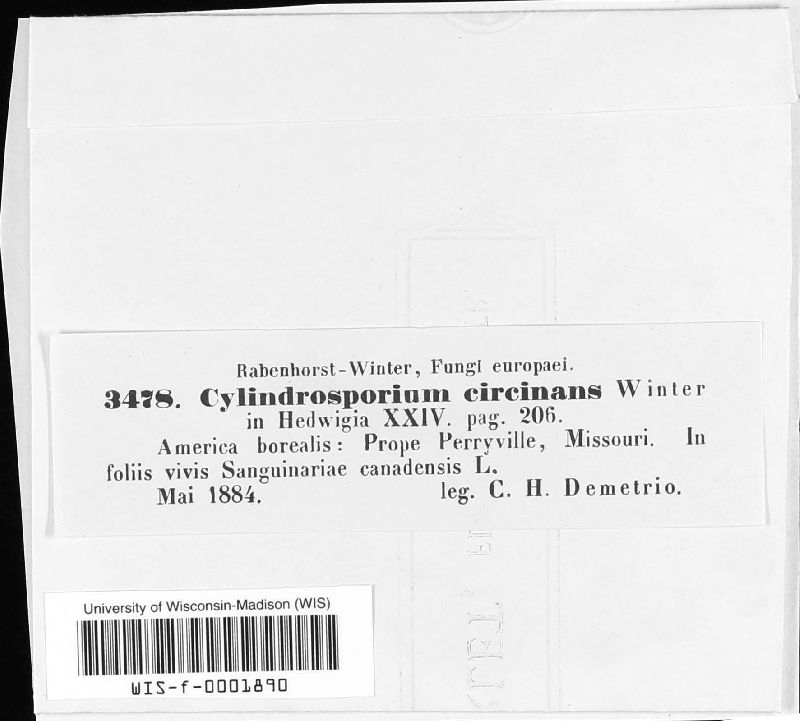 Rabenhorst-Winter, Fungi europaei.
3478. Cylindrosporium circinans Winter
in Hedwigia XXIV. pag. 206.
America borealis: Prope Perryville, Missouri. In
foliis vivis Sanguinariae canadensis L.
Mai 1884. leg. C. H. Demetrio.
University of Wisconsin-Madison (WIS)
WIS-f-0001890